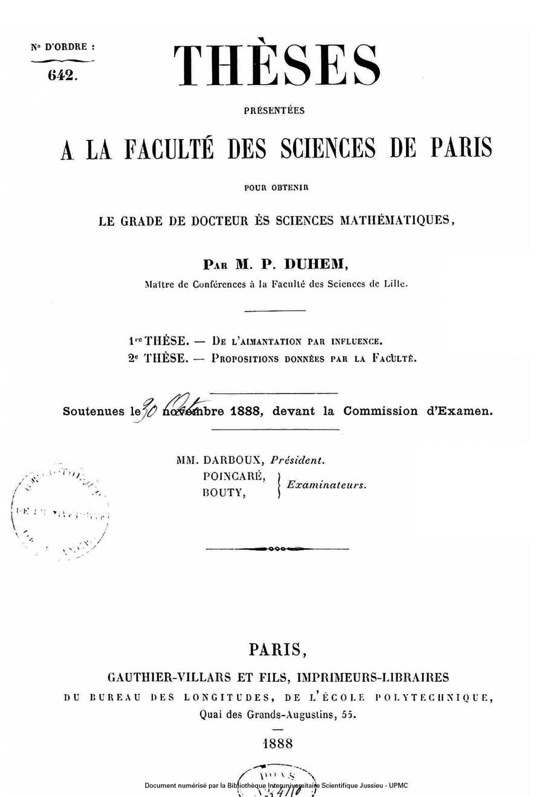 N° D'ORDRE :
642.
THÈSES
PRÉSENTÉES
A LA FACULTÉ DES SCIENCES DE PARIS
POUR OBTENIR
LE GRADE DE DOCTEUR ÈS SCIENCES MATHÉMATIQUES,
PAR M. P. DUHEM,
Maître de Conférences à la Faculté des Sciences de Lille.
1re THÈSE. — DE L'AIMANTATION PAR INFLUENCE.
2e THÈSE. — PROPOSITIONS DONNÉES PAR LA FACULTÉ.
Soutenues le 30 Octobre 1888, devant la Commission d'Examen.
MM. DARBOUX, Président.
POINCARÉ,
BOUTY,
Examinateurs.
PARIS,
GAUTHIER-VILLARS ET FILS, IMPRIMEURS-LIBRAIRES
DU BUREAU DES LONGITUDES, DE L'ÉCOLE POLYTECHNIQUE,
Quai des Grands-Augustins, 55.
1888
Document numérisé par la Bibliothèque Interuniversitaire Scientifique Jussieu - UPMC